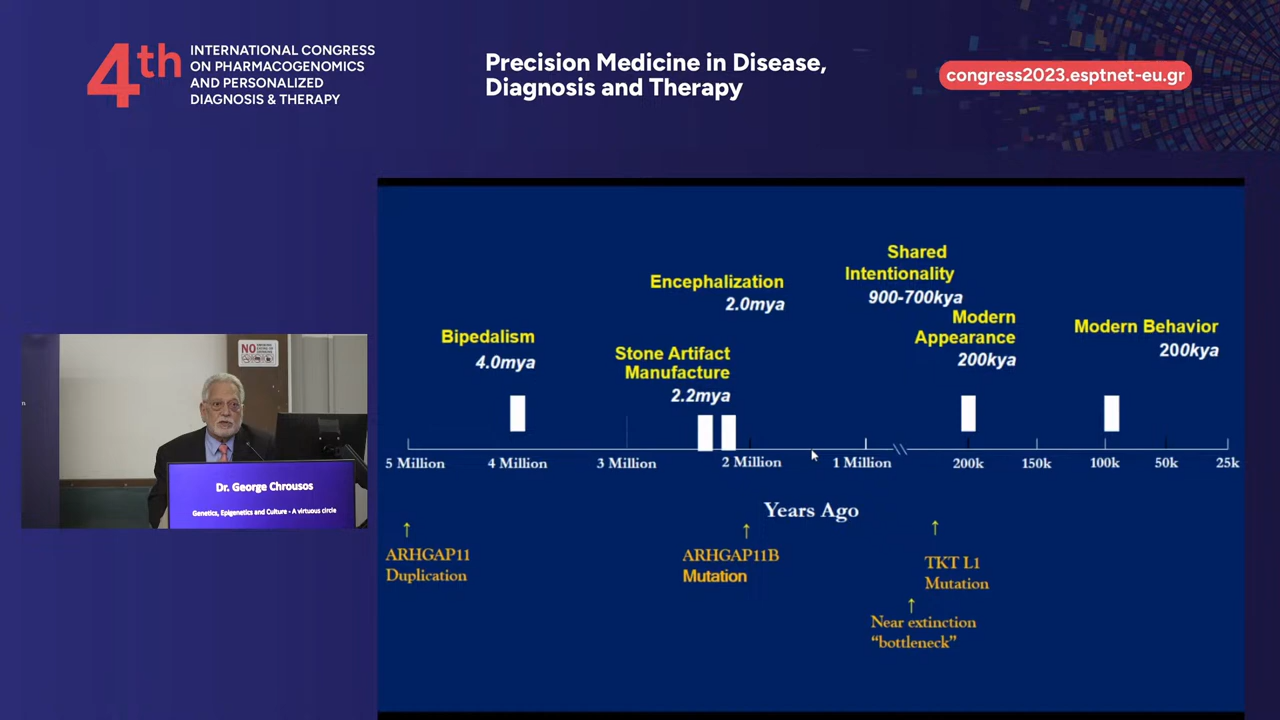 4th
INTERNATIONAL CONGRESS
ON PHARMACOGENOMICS
AND PERSONALIZED
DIAGNOSIS & THERAPY
Precision Medicine in Disease,
Diagnosis and Therapy
congress2023.esptnet-eu.gr
Shared
Intentionality
900-700kya
Encephalization
2.0mya
Modern
Appearance
200kya
Modern Behavior
200kya
Bipedalism
4.0mya
Stone Artifact
Manufacture
2.2mya
5 Million 4 Million 3 Million 2 Million 1 Million 200k 150k 100k 50k 25k
Years Ago
ARHGAP11
Duplication
ARHGAP11B
Mutation
TKT L1
Mutation
Near extinction
“bottleneck”
NO
Dr. George Chrousos
Genetics, Epigenetics and Culture - A virtuous circle